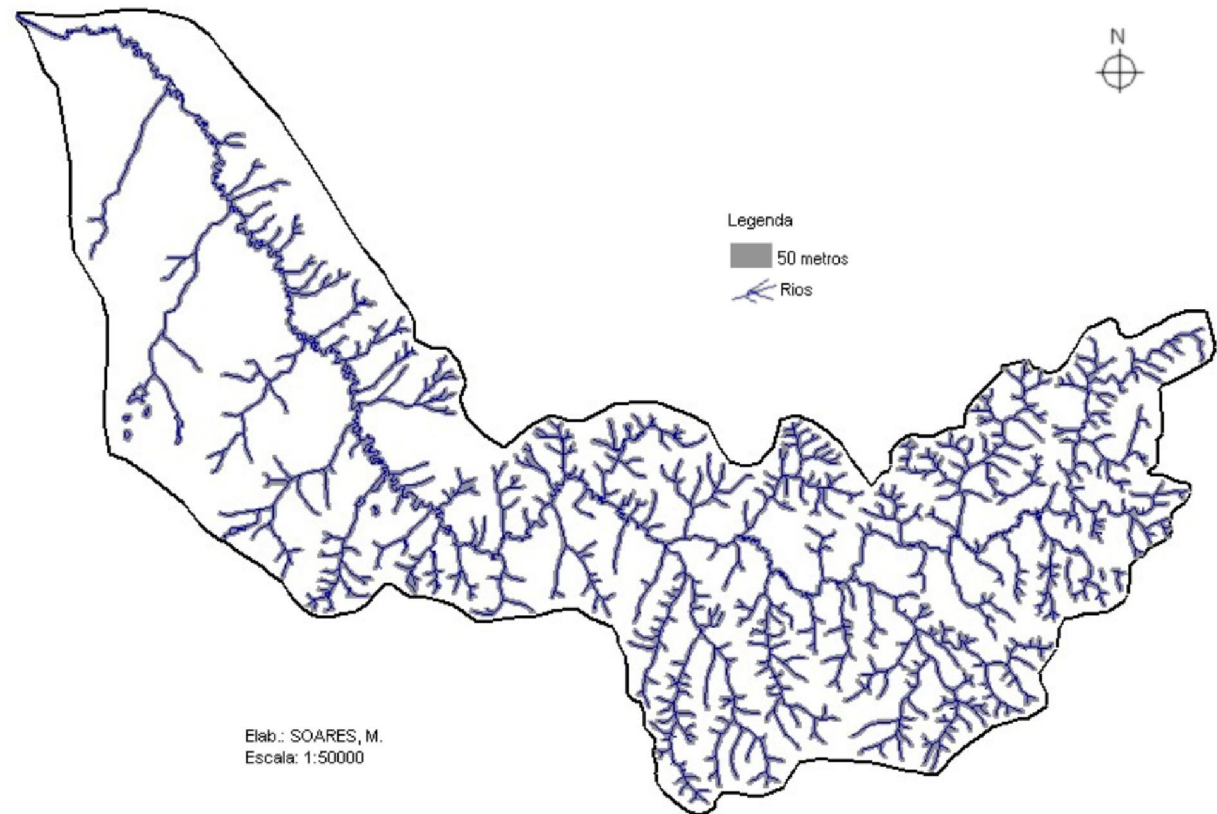 N
Legenda
50 metros
Rios
Elab.: SOARES, M.
Escala: 1:50000